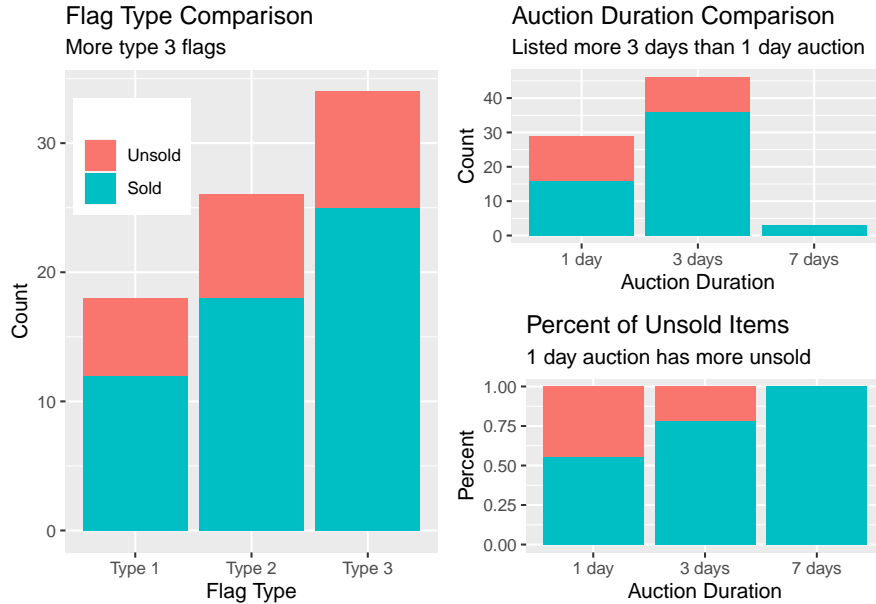 Flag Type Comparison
More type 3 flags
Count
30
20
10
0
Unsold
Sold
Type 1
Type 2
Type 3
Flag Type
Auction Duration Comparison
Listed more 3 days than 1 day auction
Count
40
30
20
10
0
1 day
3 days
7 days
Auction Duration
Percent of Unsold Items
1 day auction has more unsold
Percent
1.00
0.75
0.50
0.25
0.00
1 day
3 days
7 days
Auction Duration